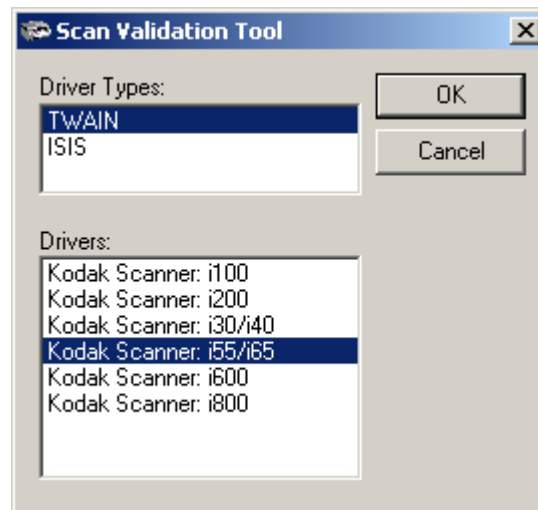 Scan Validation Tool
Driver Types:
OK
TWAIN
ISIS
Cancel
Drivers:
Kodak Scanner: i100
Kodak Scanner: i200
Kodak Scanner: i30/i40
Kodak Scanner: i55/i65
Kodak Scanner: i600
Kodak Scanner: i800